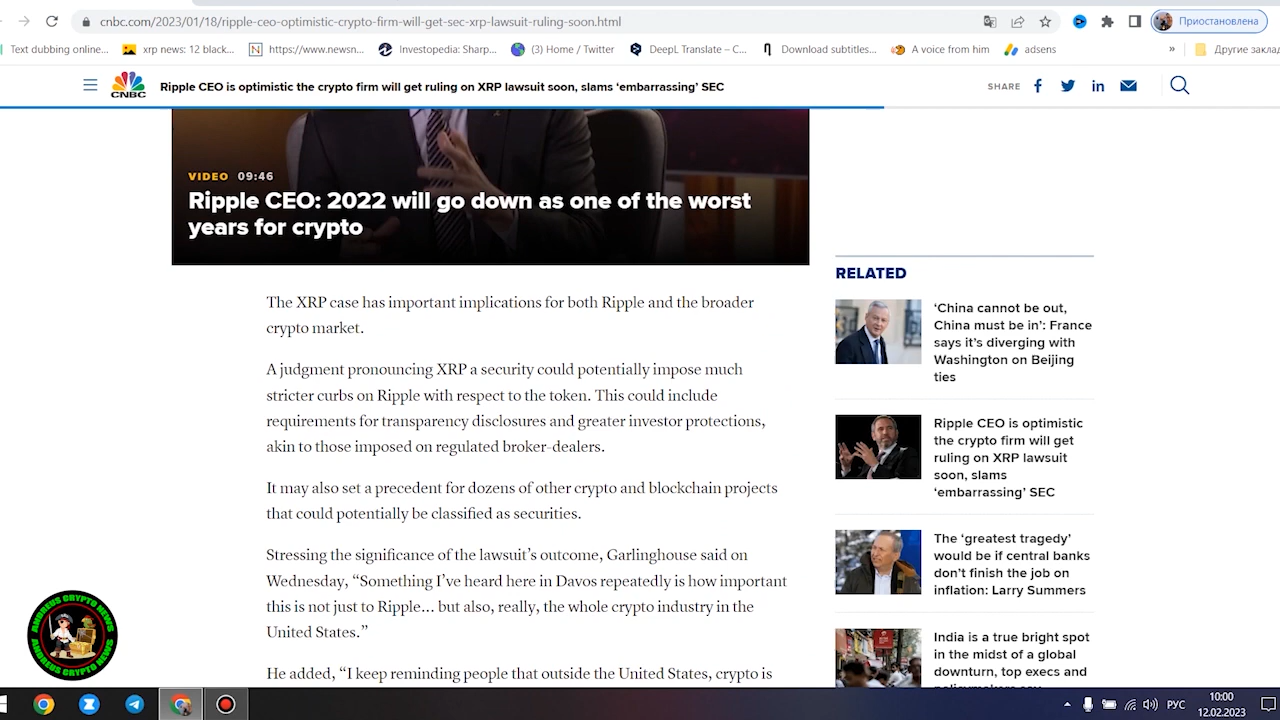 cnbc.com/2023/01/18/ripple-ceo-optimistic-crypto-firm-will-get-sec-xrp-lawsuit-ruling-soon.html
Приостановлена
Text dubbing online...
xrp news: 12 black...
https://www.newsn...
Investopedia: Sharp...
(3) Home / Twitter
DeepL Translate – C...
Download subtitles...
A voice from him
adsens
»
Другие закла
CNBC
Ripple CEO is optimistic the crypto firm will get ruling on XRP lawsuit soon, slams ‘embarrassing’ SEC
SHARE
VIDEO 09:46
Ripple CEO: 2022 will go down as one of the worst
years for crypto
The XRP case has important implications for both Ripple and the broader
crypto market.
A judgment pronouncing XRP a security could potentially impose much
stricter curbs on Ripple with respect to the token. This could include
requirements for transparency disclosures and greater investor protections,
akin to those imposed on regulated broker-dealers.
It may also set a precedent for dozens of other crypto and blockchain projects
that could potentially be classified as securities.
Stressing the significance of the lawsuit’s outcome, Garlinghouse said on
Wednesday, “Something I’ve heard here in Davos repeatedly is how important
this is not just to Ripple… but also, really, the whole crypto industry in the
United States.”
He added, “I keep reminding people that outside the United States, crypto is
RELATED
‘China cannot be out,
China must be in’: France
says it’s diverging with
Washington on Beijing
ties
Ripple CEO is optimistic
the crypto firm will get
ruling on XRP lawsuit
soon, slams
‘embarrassing’ SEC
The ‘greatest tragedy’
would be if central banks
don’t finish the job on
inflation: Larry Summers
India is a true bright spot
in the midst of a global
downturn, top execs and
ANDREUS CRYPTO NEWS
ANDREUS CRYPTO NEWS
РУС
10:00
12.02.2023